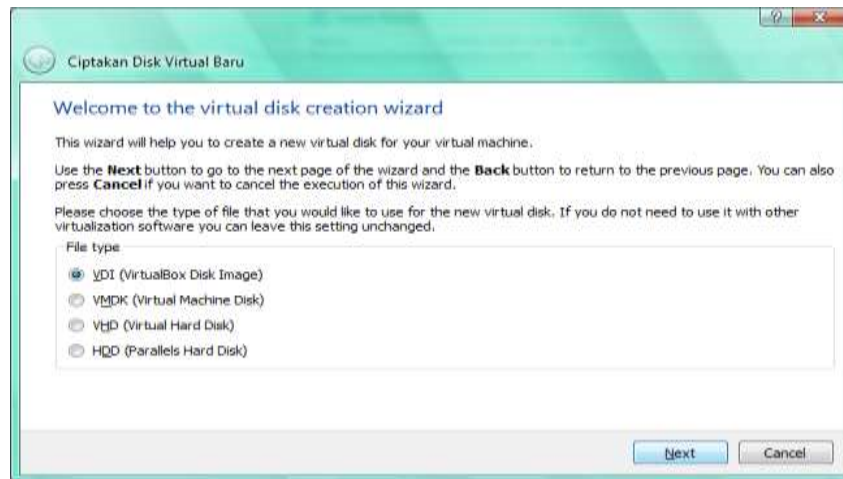 Ciptakan Disk Virtual Baru
Welcome to the virtual disk creation wizard
This wizard will help you to create a new virtual disk for your virtual machine.
Use the Next button to go to the next page of the wizard and the Back button to return to the previous page. You can also
press Cancel if you want to cancel the execution of this wizard.
Please choose the type of file that you would like to use for the new virtual disk. If you do not need to use it with other
virtualization software you can leave this setting unchanged.
File type
VDI (VirtualBox Disk Image)
VMDK (Virtual Machine Disk)
VHD (Virtual Hard Disk)
HDD (Parallels Hard Disk)
Next
Cancel